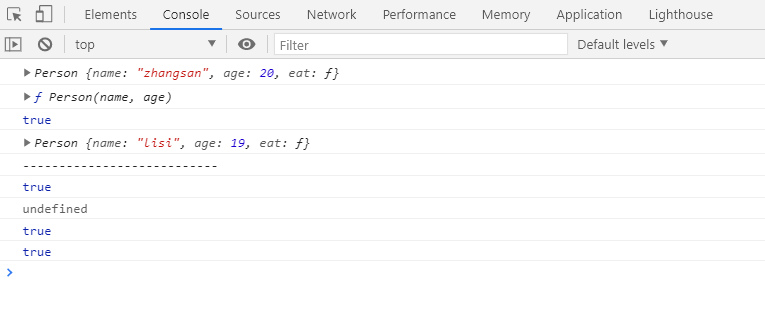 Elements Console Sources Network Performance Memory Application Lighthouse
top Filter Default levels
Person {name: "zhangsan", age: 20, eat: ƒ}
ƒ Person(name, age)
true
Person {name: "lisi", age: 19, eat: ƒ}
---------------------------
true
undefined
true
true